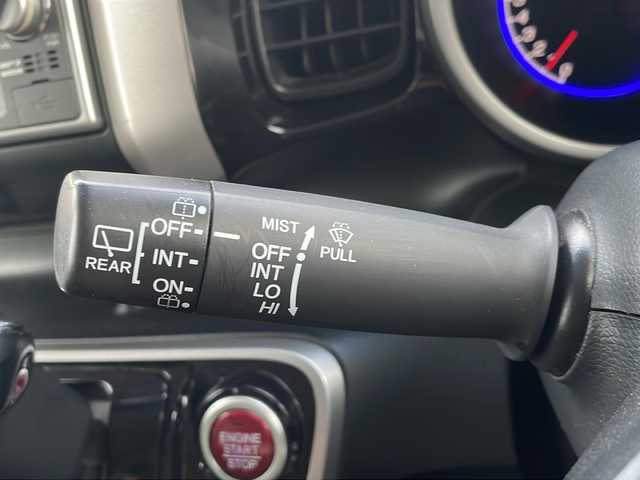 OFF
REAR
INT
ON
MIST
OFF
INT
LO
HI
PULL
ENGINE
START
STOP